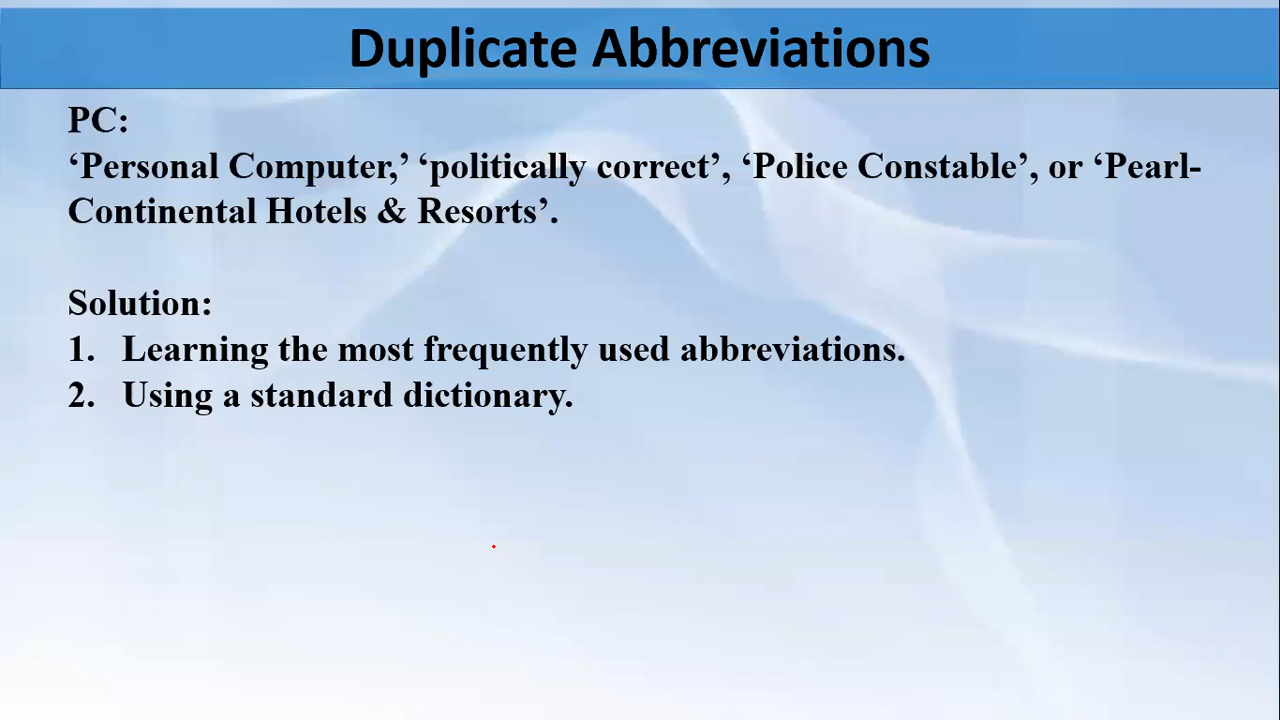 Duplicate Abbreviations
PC:
‘Personal Computer,’ ‘politically correct’, ‘Police Constable’, or ‘Pearl-
Continental Hotels & Resorts’.
Solution:
1. Learning the most frequently used abbreviations.
2. Using a standard dictionary.